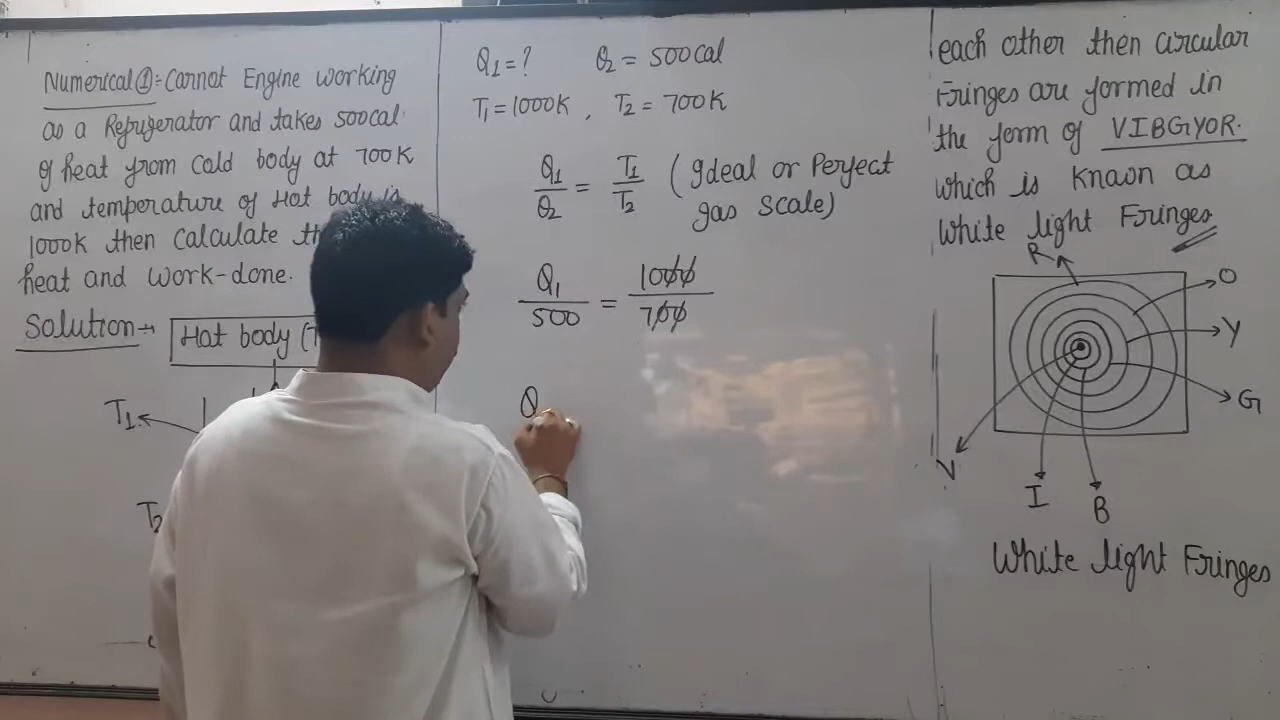 Numerical ① :- Carnot Engine working
as a Refrigerator and takes 500cal
of heat from cold body at 700K
and temperature of Hot body is
1000K then calculate
heat and work-done.
Solution→
Hot body (T
T1
T2
Q1 = ? Q2 = 500cal
T1 = 1000K , T2 = 700K
Q1/Q2 = T1/T2 (Ideal or Perfect
gas scale)
Q1/500 = 1000/700
Q
each other then circular
Fringes are formed in
the form of VIBGYOR.
which is known as
White light Fringes
R
O
Y
G
V
I
B
White light Fringes